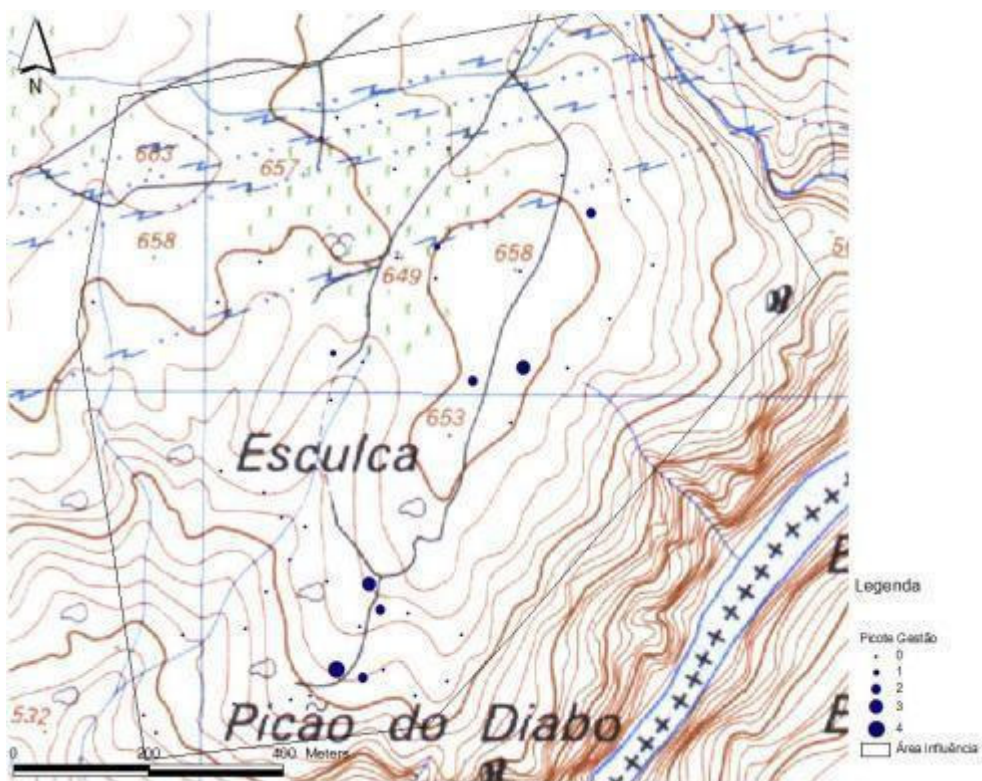 N
663
657
658
649
658
653
Esculca
Picão do Diabo
532
0 200 400 Meters
Legenda
Picote Gestão
0
1
2
3
4
Área Influência